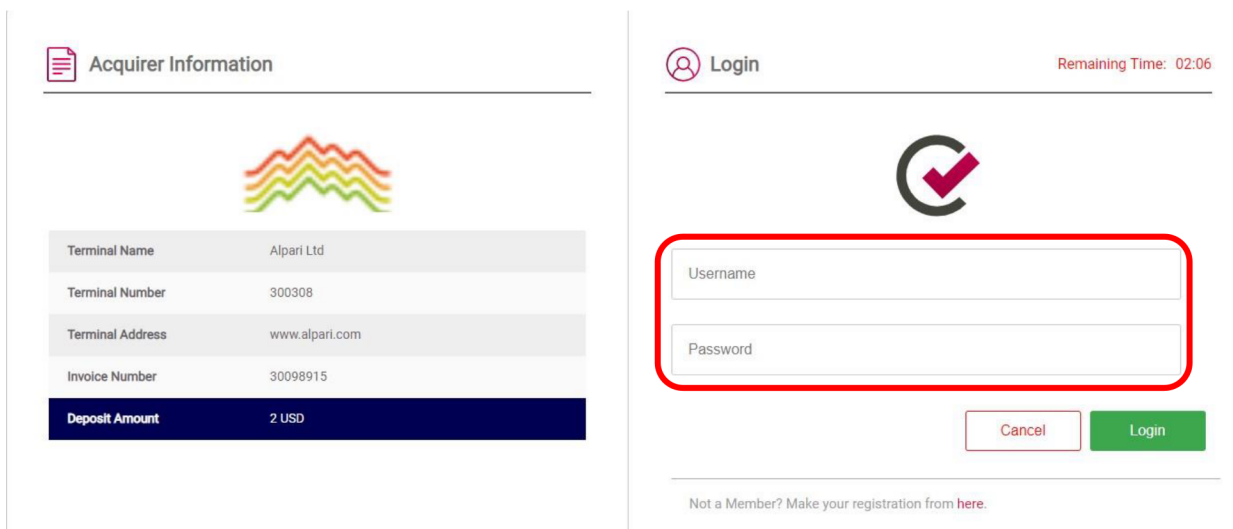 Acquirer Information
Terminal Name Alpari Ltd
Terminal Number 300308
Terminal Address www.alpari.com
Invoice Number 30098915
Deposit Amount 2 USD
Login
Remaining Time: 02:06
Username
Password
Cancel
Login
Not a Member? Make your registration from here.